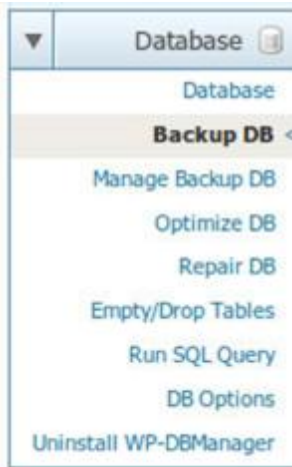 Database
Database
Backup DB
Manage Backup DB
Optimize DB
Repair DB
Empty/Drop Tables
Run SQL Query
DB Options
Uninstall WP-DBManager